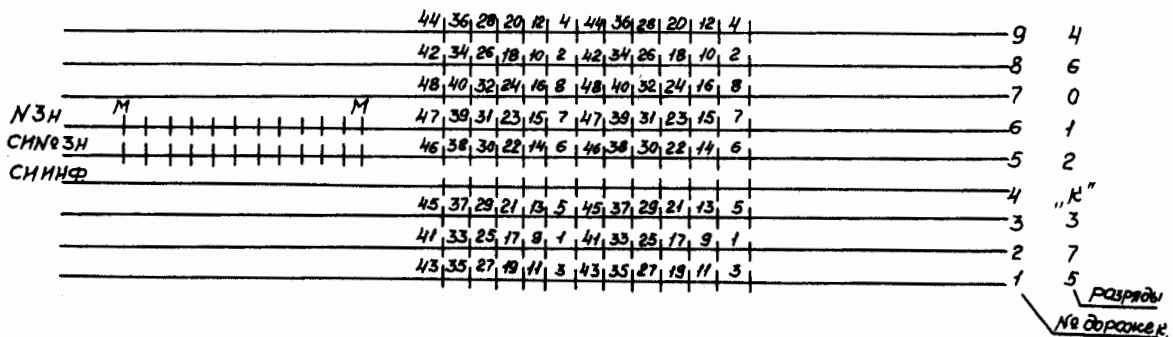 44 36 28 20 12 4 44 36 28 20 12 4 9 4
42 34 26 18 10 2 42 34 26 18 10 2 8 6
48 40 32 24 16 8 48 40 32 24 16 8 7 0
М М
N Зн 47 39 31 23 15 7 47 39 31 23 15 7 6 1
СИ№Зн 46 38 30 22 14 6 46 38 30 22 14 6 5 2
СИИНФ 4 „К"
45 37 29 21 13 5 45 37 29 21 13 5 3 3
41 33 25 17 9 1 41 33 25 17 9 1 2 7
43 35 27 19 11 3 43 35 27 19 11 3 1 5
разряды
№ дорожек.